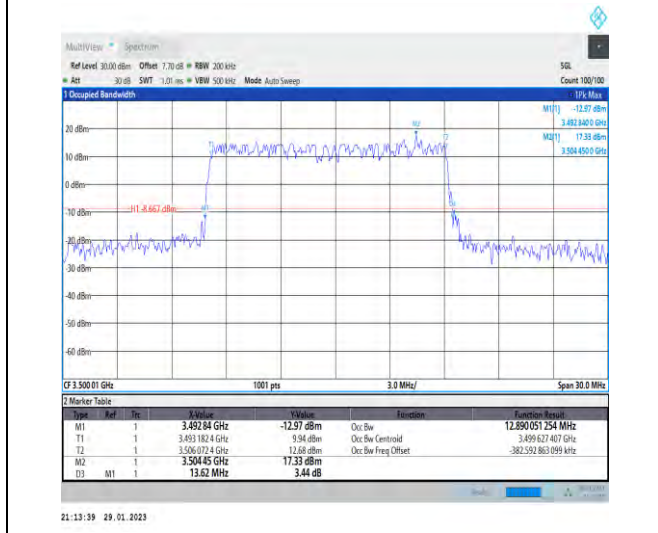 MultiView Spectrum
Ref Level 30.00 dBm Offset 7.70 dB RBW 200 kHz SGL
Att 30 dB SWT 1.01 ms VBW 500 kHz Mode Auto Sweep Count 100/100
1 Occupied Bandwidth 1Pk Max
M1[1] -12.97 dBm
3.492 840 0 GHz
M2[1] 17.33 dBm
3.504 450 0 GHz
M2
20 dBm
10 dBm
0 dBm
H1 -8.667 dBm
-10 dBm
-20 dBm
-30 dBm
-40 dBm
-50 dBm
-60 dBm
CF 3.500 01 GHz 1001 pts 3.0 MHz/ Span 30.0 MHz
2 Marker Table
Type Ref Trc X-Value Y-Value Function Function Result
M1 1 3.492 84 GHz -12.97 dBm Occ Bw 12.890 051 254 MHz
T1 1 3.493 182 4 GHz 9.94 dBm Occ Bw Centroid 3.499 627 407 GHz
T2 1 3.506 072 4 GHz 12.68 dBm Occ Bw Freq Offset -382.592 863 099 kHz
M2 1 3.504 45 GHz 17.33 dBm
D3 M1 1 13.62 MHz 3.44 dB
21:13:39 29.01.2023